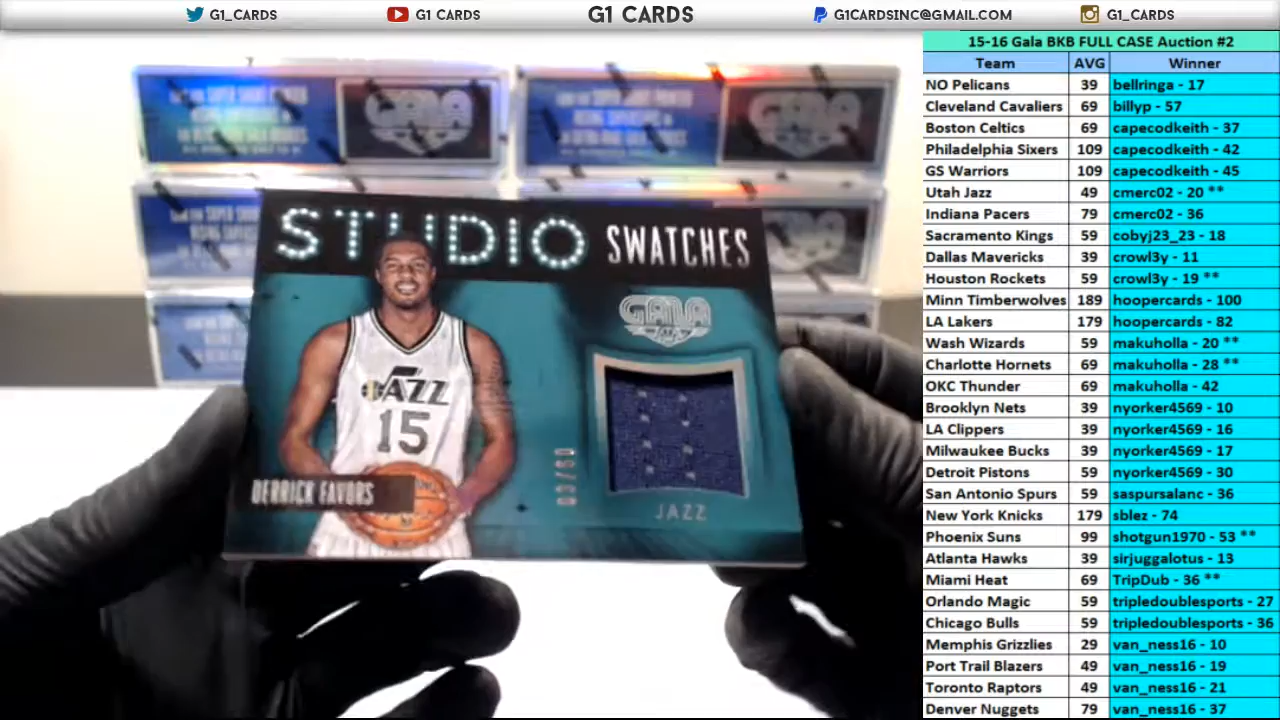 G1_CARDS
G1 CARDS
G1 CARDS
G1CARDSINC@GMAIL.COM
G1_CARDS
GALA
STUDIO SWATCHES
GALA
JAZZ
15
DERRICK FAVORS
03/60
JAZZ
15-16 Gala BKB FULL CASE Auction #2
Team AVG Winner
NO Pelicans 39 bellringa - 17
Cleveland Cavaliers 69 billyp - 57
Boston Celtics 69 capecodkeith - 37
Philadelphia Sixers 109 capecodkeith - 42
GS Warriors 109 capecodkeith - 45
Utah Jazz 49 cmerc02 - 20 **
Indiana Pacers 79 cmerc02 - 36
Sacramento Kings 59 cobyj23_23 - 18
Dallas Mavericks 39 crowl3y - 11
Houston Rockets 59 crowl3y - 19 **
Minn Timberwolves 189 hoopercards - 100
LA Lakers 179 hoopercards - 82
Wash Wizards 59 makuholla - 20 **
Charlotte Hornets 69 makuholla - 28 **
OKC Thunder 69 makuholla - 42
Brooklyn Nets 39 nyorker4569 - 10
LA Clippers 39 nyorker4569 - 16
Milwaukee Bucks 39 nyorker4569 - 17
Detroit Pistons 59 nyorker4569 - 30
San Antonio Spurs 59 saspursalanc - 36
New York Knicks 179 sblez - 74
Phoenix Suns 99 shotgun1970 - 53 **
Atlanta Hawks 39 sirjuggalotus - 13
Miami Heat 69 TripDub - 36 **
Orlando Magic 59 tripledoublesports - 27
Chicago Bulls 59 tripledoublesports - 36
Memphis Grizzlies 29 van_ness16 - 10
Port Trail Blazers 49 van_ness16 - 19
Toronto Raptors 49 van_ness16 - 21
Denver Nuggets 79 van_ness16 - 37